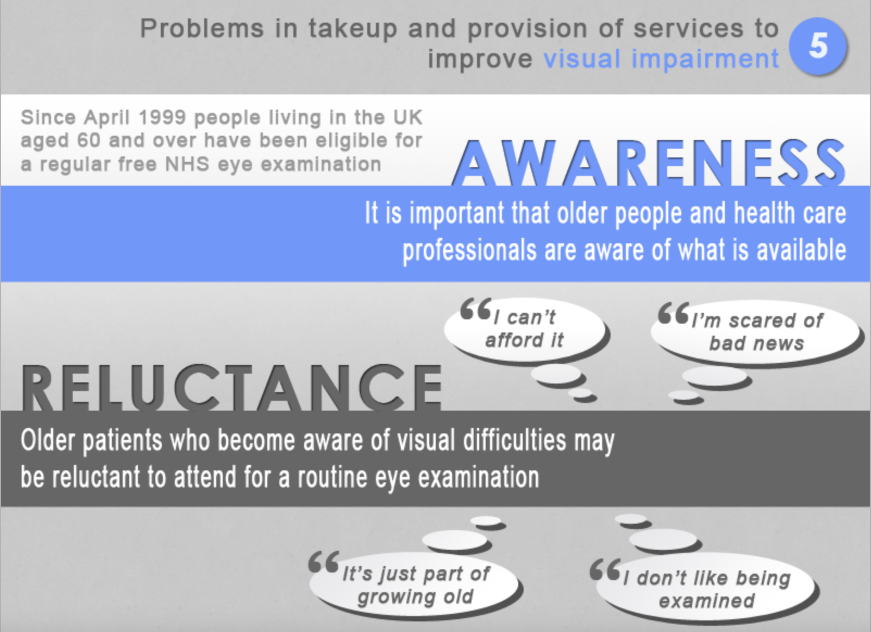 Problems in takeup and provision of services to
improve visual impairment
5
Since April 1999 people living in the UK
aged 60 and over have been eligible for
a regular free NHS eye examination
AWARENESS
It is important that older people and health care
professionals are aware of what is available
“I can’t
afford it
“I’m scared of
bad news
RELUCTANCE
Older patients who become aware of visual difficulties may
be reluctant to attend for a routine eye examination
“It’s just part of
growing old
“I don’t like being
examined